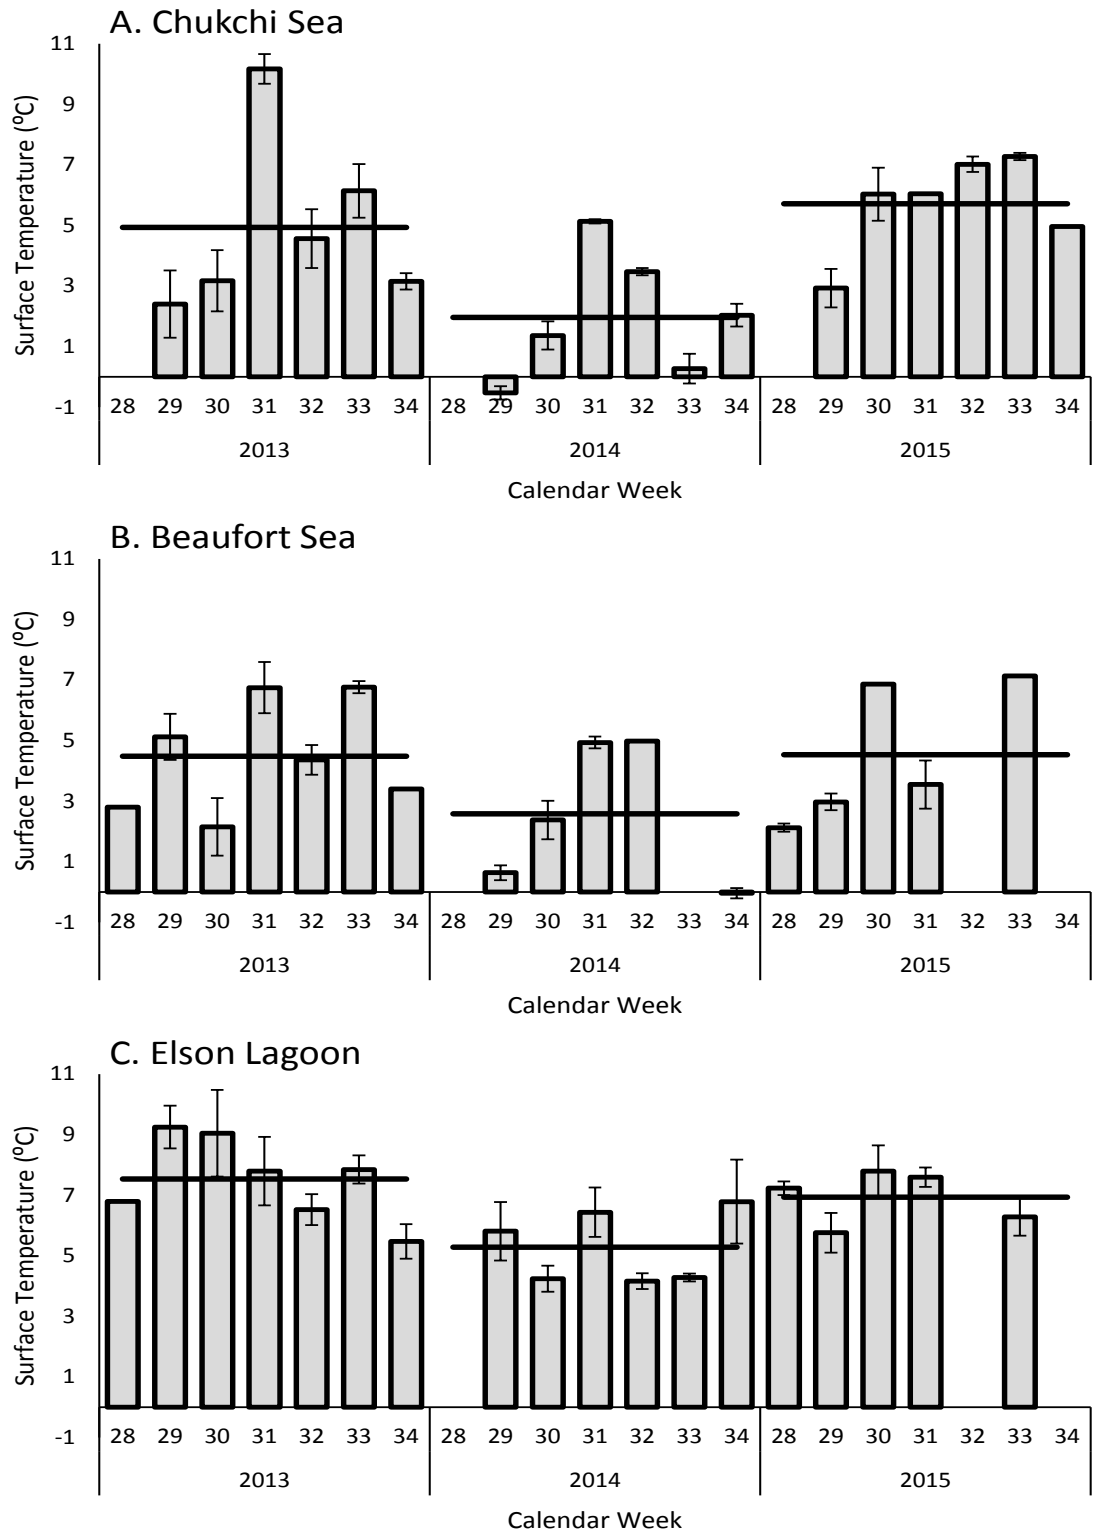 A. Chukchi Sea
Surface Temperature (⁰C)
11
9
7
5
3
1
-1
28 29 30 31 32 33 34 28 29 30 31 32 33 34 28 29 30 31 32 33 34
2013 2014 2015
Calendar Week
B. Beaufort Sea
Surface Temperature (⁰C)
11
9
7
5
3
1
-1
28 29 30 31 32 33 34 28 29 30 31 32 33 34 28 29 30 31 32 33 34
2013 2014 2015
Calendar Week
C. Elson Lagoon
Surface Temperature (⁰C)
11
9
7
5
3
1
-1
28 29 30 31 32 33 34 28 29 30 31 32 33 34 28 29 30 31 32 33 34
2013 2014 2015
Calendar Week